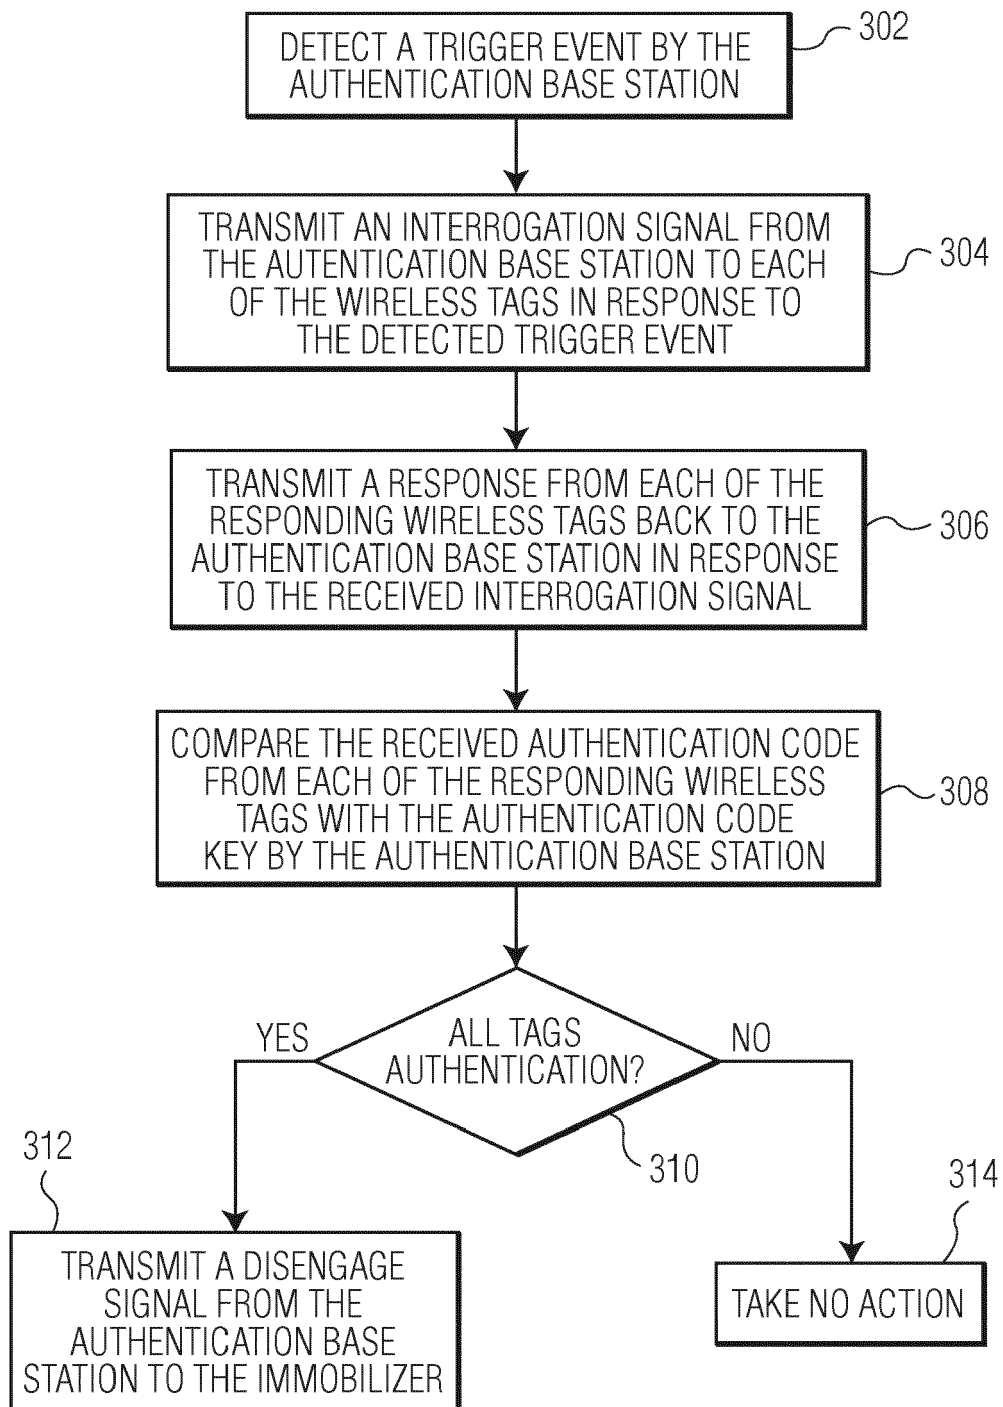 302
DETECT A TRIGGER EVENT BY THE
AUTHENTICATION BASE STATION
TRANSMIT AN INTERROGATION SIGNAL FROM
THE AUTENTICATION BASE STATION TO EACH
OF THE WIRELESS TAGS IN RESPONSE TO
THE DETECTED TRIGGER EVENT
304
TRANSMIT A RESPONSE FROM EACH OF THE
RESPONDING WIRELESS TAGS BACK TO THE
AUTHENTICATION BASE STATION IN RESPONSE
TO THE RECEIVED INTERROGATION SIGNAL
306
COMPARE THE RECEIVED AUTHENTICATION CODE
FROM EACH OF THE RESPONDING WIRELESS
TAGS WITH THE AUTHENTICATION CODE
KEY BY THE AUTHENTICATION BASE STATION
308
YES
ALL TAGS
AUTHENTICATION?
NO
310
312
TRANSMIT A DISENGAGE
SIGNAL FROM THE
AUTHENTICATION BASE
STATION TO THE IMMOBILIZER
314
TAKE NO ACTION